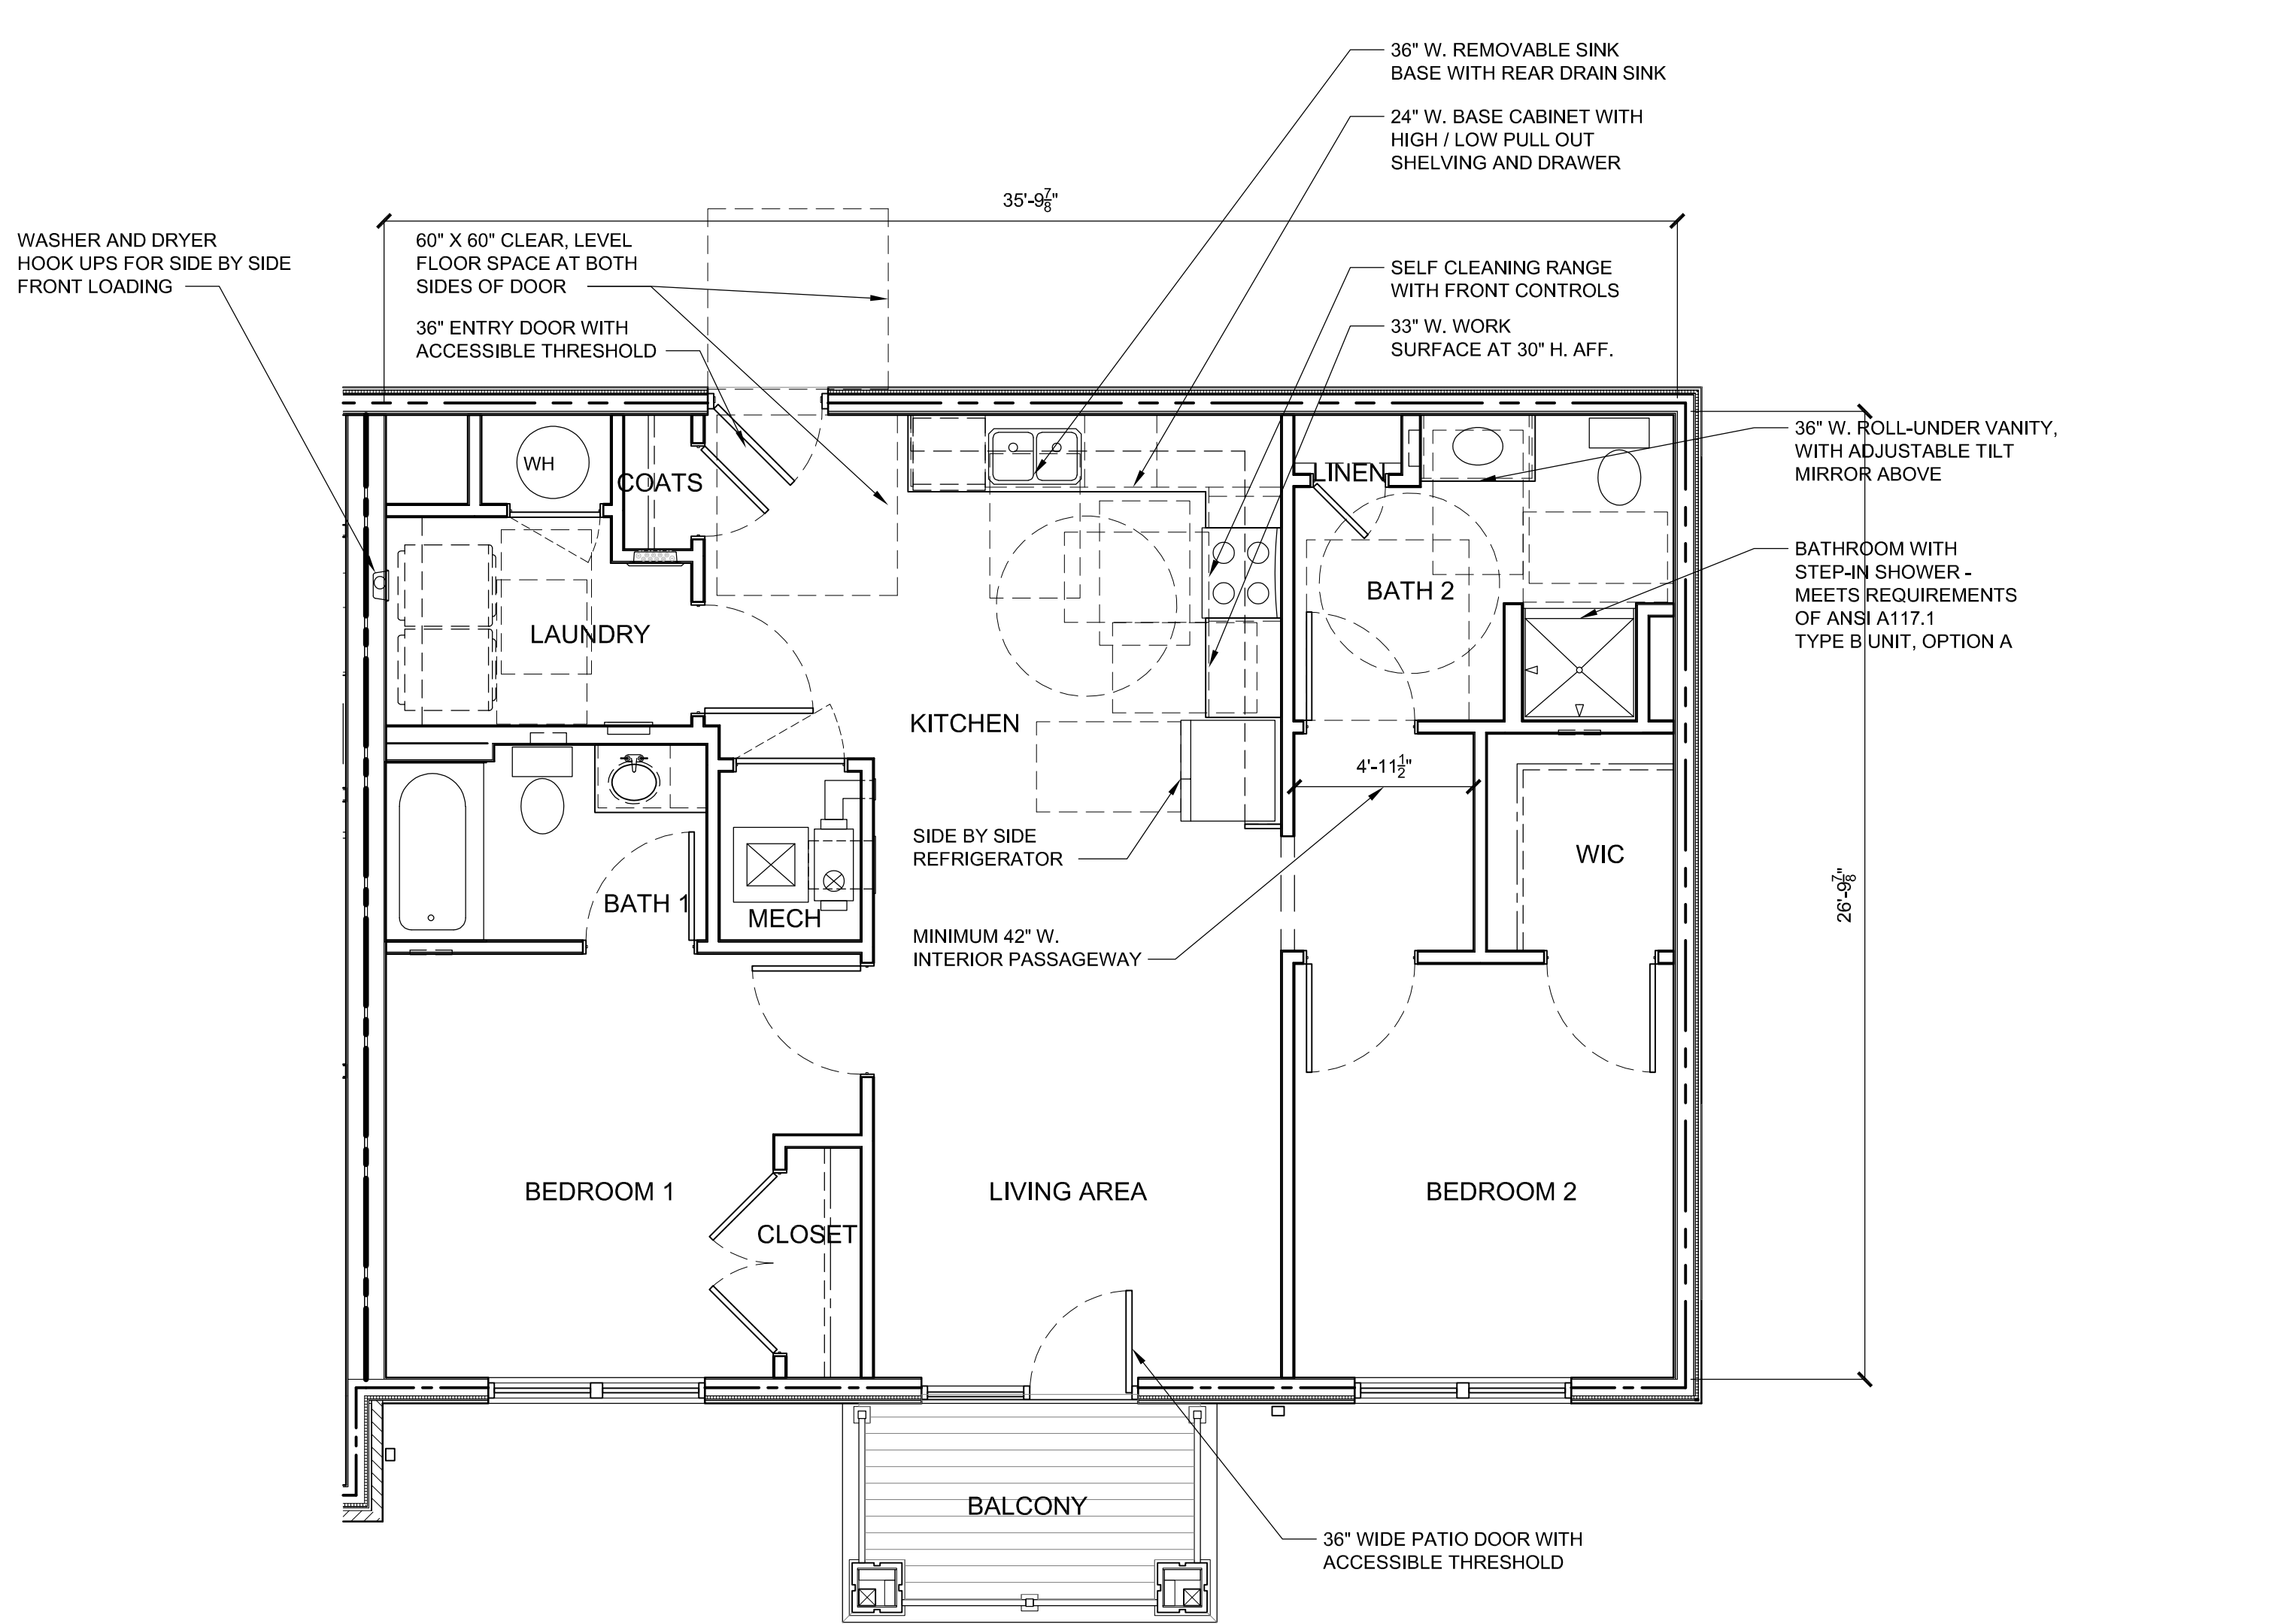 36" W. REMOVABLE SINK
BASE WITH REAR DRAIN SINK
24" W. BASE CABINET WITH
HIGH / LOW PULL OUT
SHELVING AND DRAWER
35'-9⅞"
WASHER AND DRYER
HOOK UPS FOR SIDE BY SIDE
FRONT LOADING
60" X 60" CLEAR, LEVEL
FLOOR SPACE AT BOTH
SIDES OF DOOR
36" ENTRY DOOR WITH
ACCESSIBLE THRESHOLD
SELF CLEANING RANGE
WITH FRONT CONTROLS
33" W. WORK
SURFACE AT 30" H. AFF.
36" W. ROLL-UNDER VANITY,
WITH ADJUSTABLE TILT
MIRROR ABOVE
WH
COATS
LINEN
BATHROOM WITH
STEP-IN SHOWER -
MEETS REQUIREMENTS
OF ANSI A117.1
TYPE B UNIT, OPTION A
BATH 2
LAUNDRY
KITCHEN
4'-11½"
SIDE BY SIDE
REFRIGERATOR
WIC
26'-9⅞"
BATH 1
MECH
MINIMUM 42" W.
INTERIOR PASSAGEWAY
BEDROOM 1
LIVING AREA
BEDROOM 2
CLOSET
BALCONY
36" WIDE PATIO DOOR WITH
ACCESSIBLE THRESHOLD